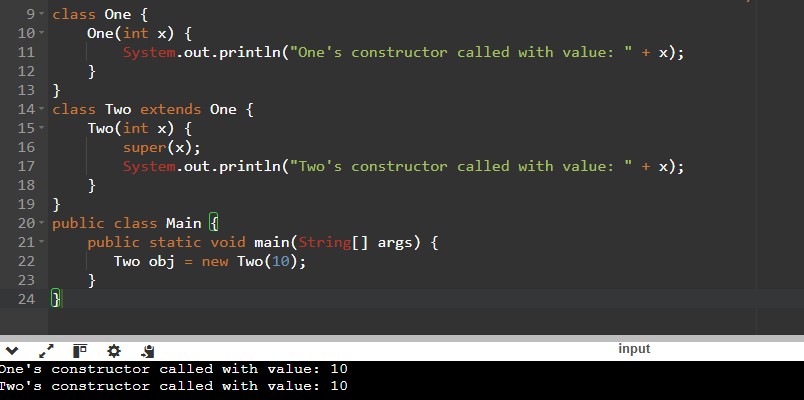 9 class One {
10 One(int x) {
11 System.out.println("One's constructor called with value: " + x);
12 }
13 }
14 class Two extends One {
15 Two(int x) {
16 super(x);
17 System.out.println("Two's constructor called with value: " + x);
18 }
19 }
20 public class Main {
21 public static void main(String[] args) {
22 Two obj = new Two(10);
23 }
24 }
input
One's constructor called with value: 10
Two's constructor called with value: 10